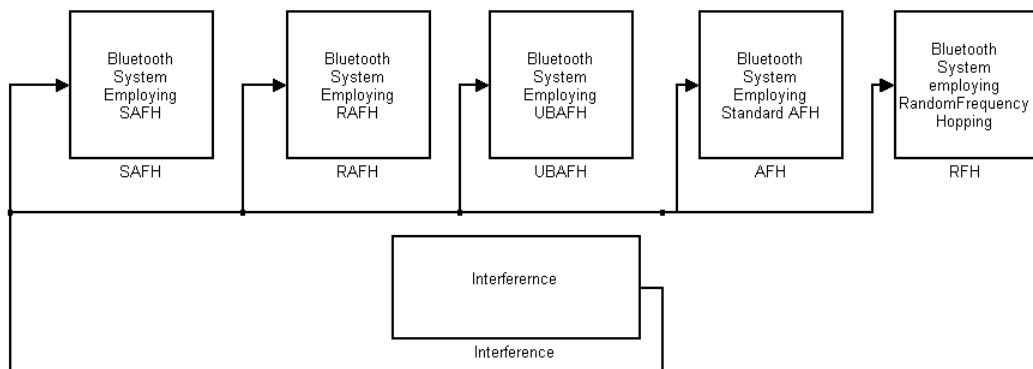 Bluetooth
System
Employing
SAFH
SAFH
Bluetooth
System
Employing
RAFH
RAFH
Bluetooth
System
Employing
UBAFH
UBAFH
Bluetooth
System
Employing
Standard AFH
AFH
Bluetooth
System
employing
RandomFrequency
Hopping
RFH
Interferernce
Interference